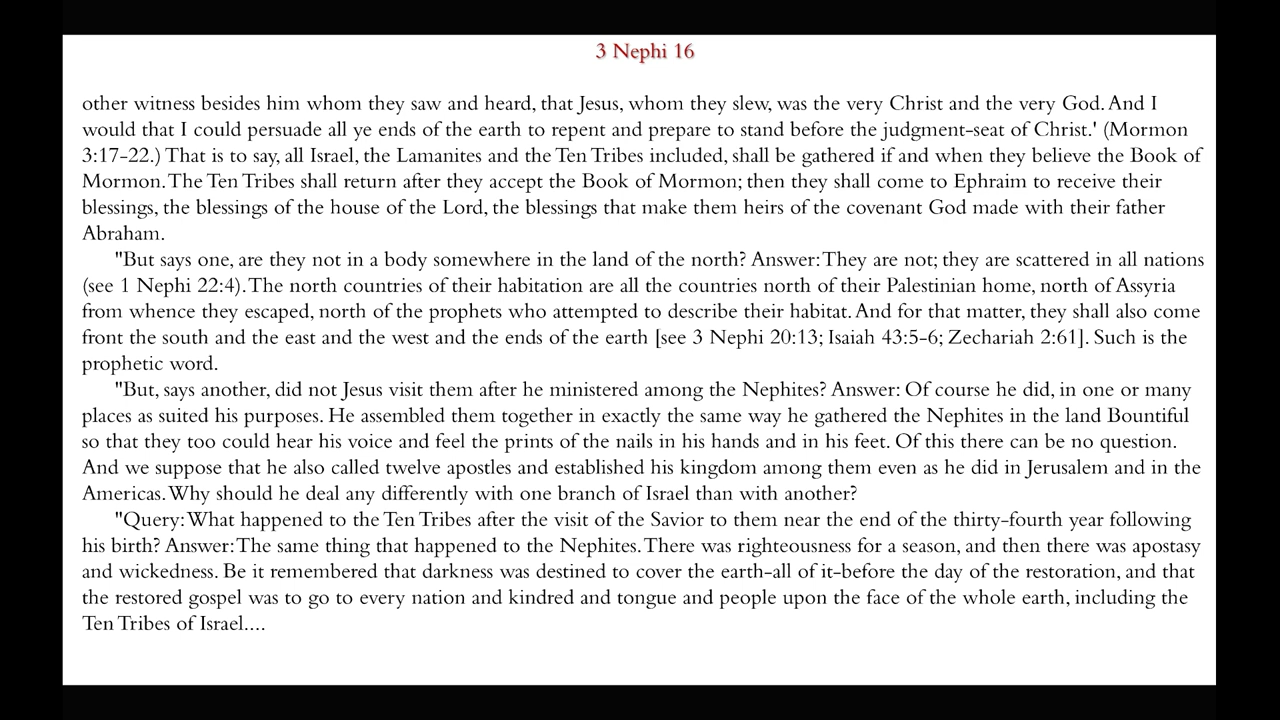 3 Nephi 16
other witness besides him whom they saw and heard, that Jesus, whom they slew, was the very Christ and the very God. And I
would that I could persuade all ye ends of the earth to repent and prepare to stand before the judgment-seat of Christ.' (Mormon
3:17-22.) That is to say, all Israel, the Lamanites and the Ten Tribes included, shall be gathered if and when they believe the Book of
Mormon. The Ten Tribes shall return after they accept the Book of Mormon; then they shall come to Ephraim to receive their
blessings, the blessings of the house of the Lord, the blessings that make them heirs of the covenant God made with their father
Abraham.
"But says one, are they not in a body somewhere in the land of the north? Answer: They are not; they are scattered in all nations
(see 1 Nephi 22:4). The north countries of their habitation are all the countries north of their Palestinian home, north of Assyria
from whence they escaped, north of the prophets who attempted to describe their habitat. And for that matter, they shall also come
front the south and the east and the west and the ends of the earth [see 3 Nephi 20:13; Isaiah 43:5-6; Zechariah 2:61]. Such is the
prophetic word.
"But, says another, did not Jesus visit them after he ministered among the Nephites? Answer: Of course he did, in one or many
places as suited his purposes. He assembled them together in exactly the same way he gathered the Nephites in the land Bountiful
so that they too could hear his voice and feel the prints of the nails in his hands and in his feet. Of this there can be no question.
And we suppose that he also called twelve apostles and established his kingdom among them even as he did in Jerusalem and in the
Americas. Why should he deal any differently with one branch of Israel than with another?
"Query: What happened to the Ten Tribes after the visit of the Savior to them near the end of the thirty-fourth year following
his birth? Answer: The same thing that happened to the Nephites. There was righteousness for a season, and then there was apostasy
and wickedness. Be it remembered that darkness was destined to cover the earth-all of it-before the day of the restoration, and that
the restored gospel was to go to every nation and kindred and tongue and people upon the face of the whole earth, including the
Ten Tribes of Israel....